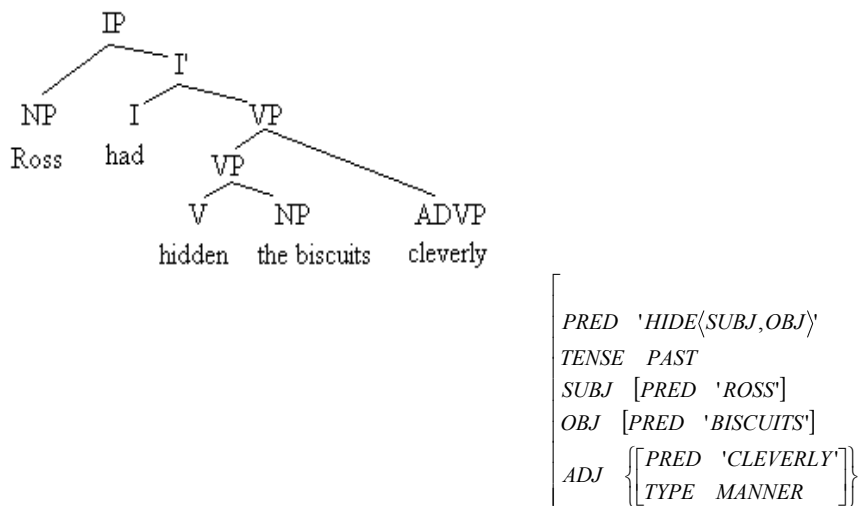 IP
I'
NP I VP
Ross had
VP
V NP ADVP
hidden the biscuits cleverly
PRED 'HIDE⟨SUBJ,OBJ⟩'
TENSE PAST
SUBJ [PRED 'ROSS']
OBJ [PRED 'BISCUITS']
ADJ {[PRED 'CLEVERLY'
TYPE MANNER]}